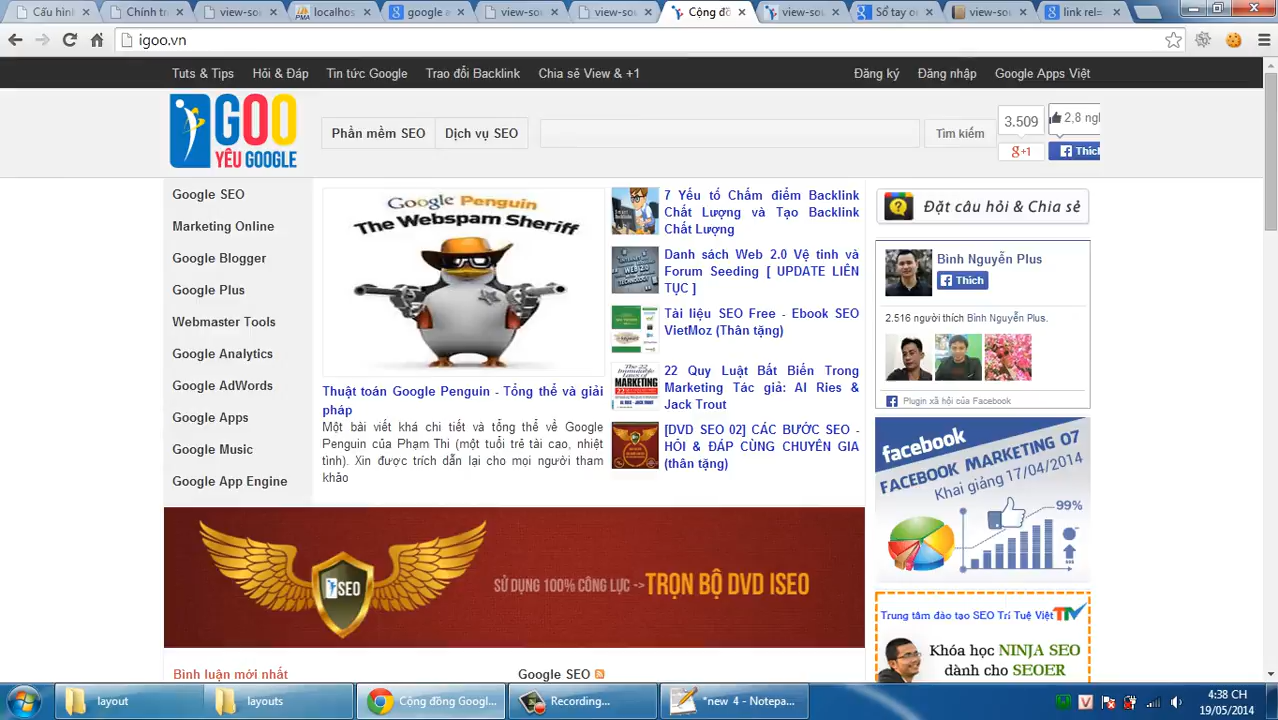 Cấu hìn
Chính t
view-so
localhos
google a
view-so
view-sou
Cộng đồ
view-so
Sổ tay o
view-so
link rel=
igoo.vn
Tuts & Tips
Hỏi & Đáp
Tin tức Google
Trao đổi Backlink
Chia sẽ View & +1
Đăng ký
Đăng nhập
Google Apps Việt
GOO
YÊU GOOGLE
Phần mềm SEO
Dịch vụ SEO
Tìm kiếm
3.509
g+1
2,8 ngl
Thích
Google SEO
Marketing Online
Google Blogger
Google Plus
Webmaster Tools
Google Analytics
Google AdWords
Google Apps
Google Music
Google App Engine
Google Penguin
The Webspam Sheriff
Thuật toán Google Penguin - Tổng thể và giải
pháp
Một bài viết khá chi tiết và tổng thể về Google
Penguin của Phạm Thi (một tuổi trẻ tài cao, nhiệt
tình). Xin được trích dẫn lại cho mọi người tham
khảo
7 Yếu tố Chấm điểm Backlink
Chất Lượng và Tạo Backlink
Chất Lượng
Danh sách Web 2.0 Vệ tinh và
Forum Seeding [ UPDATE LIÊN
TỤC ]
Tài liệu SEO Free - Ebook SEO
VietMoz (Thân tặng)
22 Quy Luật Bất Biến Trong
Marketing Tác giả: Al Ries &
Jack Trout
[DVD SEO 02] CÁC BƯỚC SEO -
HỎI & ĐÁP CÙNG CHUYÊN GIA
(thân tặng)
WEB 2.0
MARKETING
Đặt câu hỏi & Chia sẻ
Bình Nguyễn Plus
Thích
2.516 người thích Bình Nguyễn Plus.
Plugin xã hội của Facebook
facebook
FACEBOOK MARKETING 07
Khai giảng 17/04/2014
99%
ISEO
SỬ DỤNG 100% CÔNG LỰC -> TRỌN BỘ DVD ISEO
Trung tâm đào tạo SEO Trí Tuệ Việt TTV
Khóa học NINJA SEO
dành cho SEOER
Bình luận mới nhất
Google SEO
layout
layouts
Cộng đồng Googl...
Recording...
*new 4 - Notepa...
4:38 CH
19/05/2014